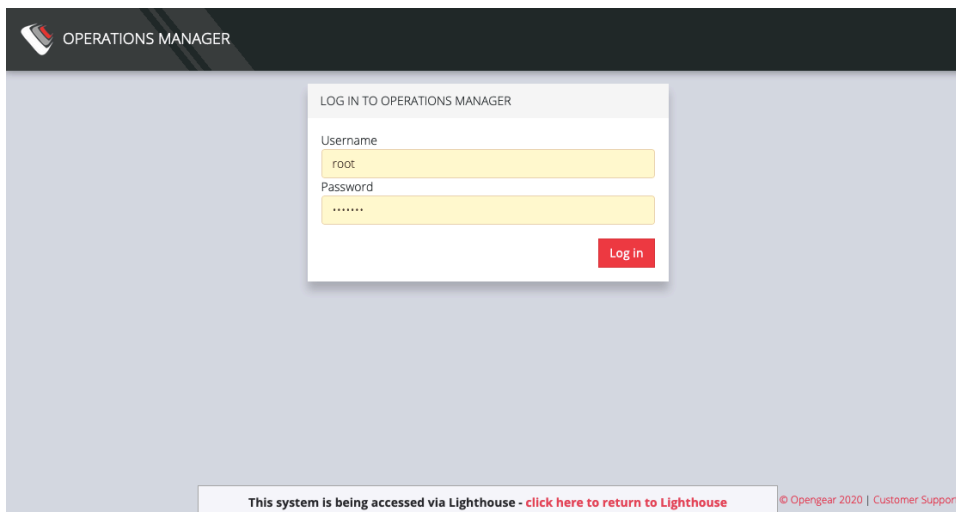 OPERATIONS MANAGER
LOG IN TO OPERATIONS MANAGER
Username
root
Password
•••••••
Log in
This system is being accessed via Lighthouse - click here to return to Lighthouse
© Opengear 2020 | Customer Support